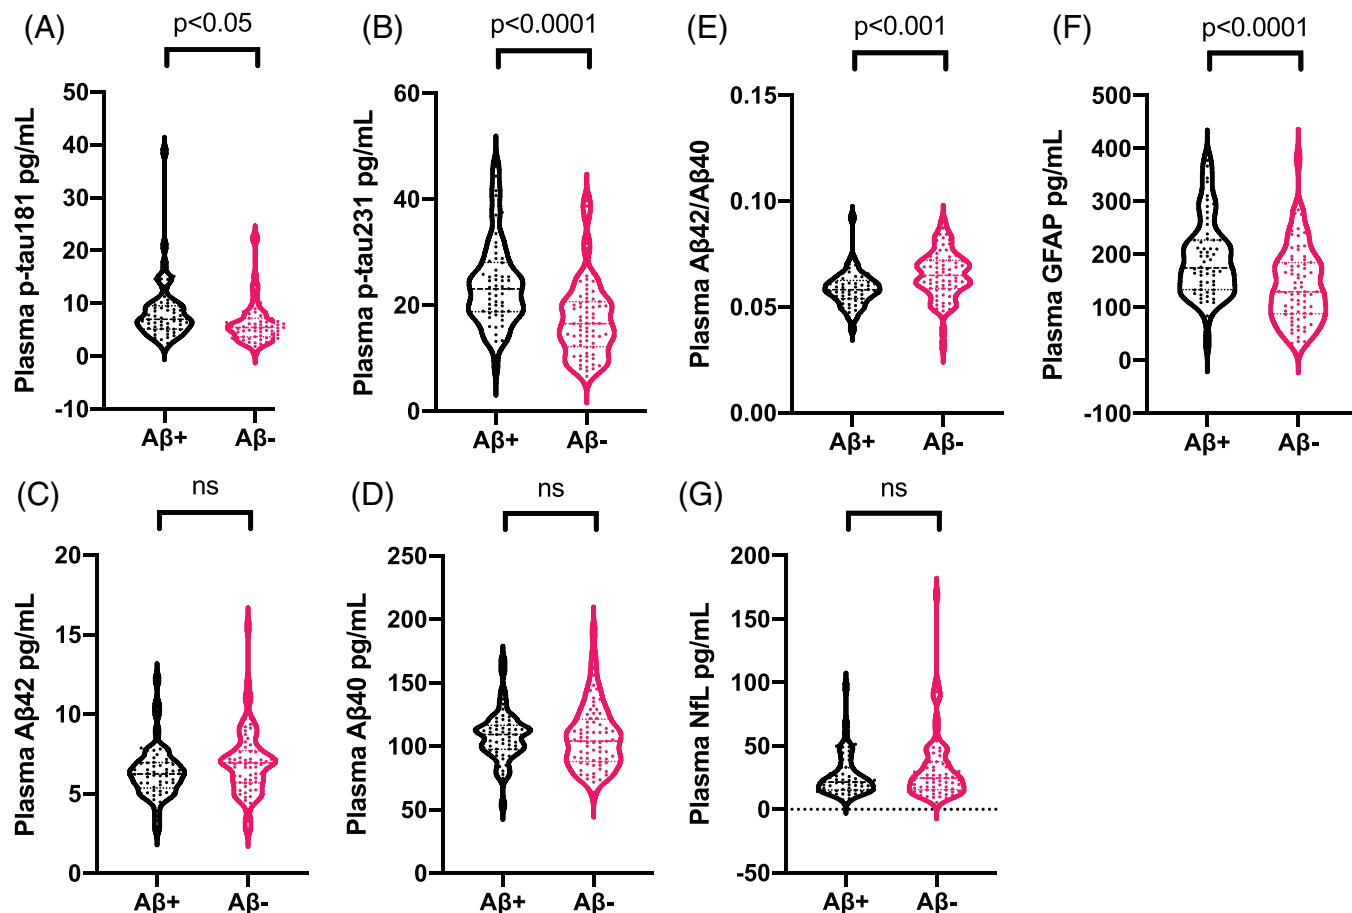 (A)
p<0.05
Plasma p-tau181 pg/mL
50
40
30
20
10
0
-10
Aβ+
Aβ-
(B)
p<0.0001
Plasma p-tau231 pg/mL
60
40
20
0
Aβ+
Aβ-
(E)
p<0.001
Plasma Aβ42/Aβ40
0.15
0.10
0.05
0.00
Aβ+
Aβ-
(F)
p<0.0001
Plasma GFAP pg/mL
500
400
300
200
100
0
-100
Aβ+
Aβ-
(C)
ns
Plasma Aβ42 pg/mL
20
15
10
5
0
Aβ+
Aβ-
(D)
ns
Plasma Aβ40 pg/mL
250
200
150
100
50
0
Aβ+
Aβ-
(G)
ns
Plasma NfL pg/mL
200
150
100
50
0
-50
Aβ+
Aβ-